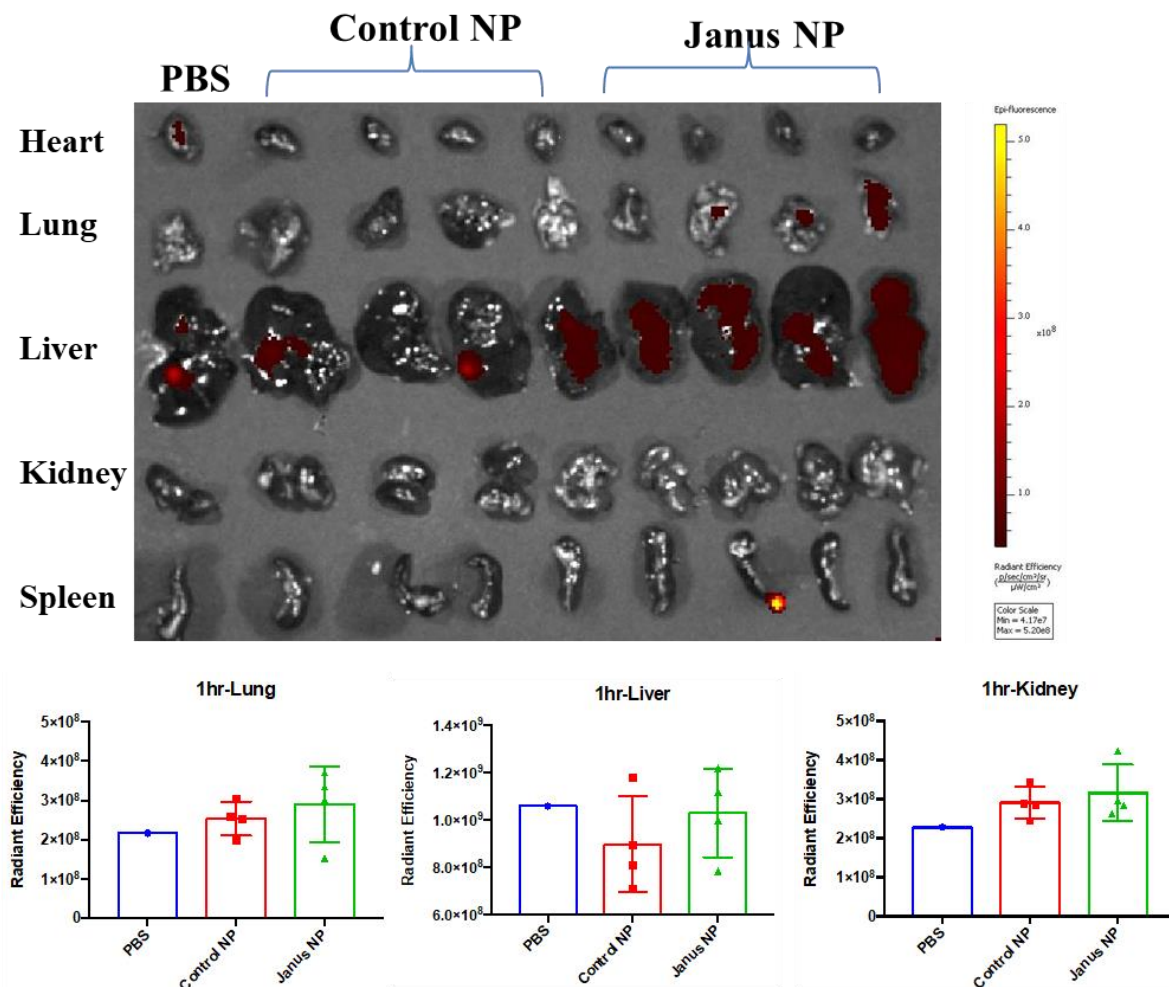 Control NP
Janus NP
PBS
Heart
Lung
Liver
Kidney
Spleen
Epi-fluorescence
5.0
4.0
3.0
x10⁸
2.0
1.0
Radiant Efficiency
(p/sec/cm²/sr
µW/cm²)
Color Scale
Min = 4.17e7
Max = 5.20e8
1hr-Lung
Radiant Efficiency
5×10⁸
4×10⁸
3×10⁸
2×10⁸
1×10⁸
0
PBS
Control NP
Janus NP
1hr-Liver
Radiant Efficiency
1.4×10⁹
1.2×10⁹
1.0×10⁹
8.0×10⁸
6.0×10⁸
PBS
Control NP
Janus NP
1hr-Kidney
Radiant Efficiency
5×10⁸
4×10⁸
3×10⁸
2×10⁸
1×10⁸
0
PBS
Control NP
Janus NP